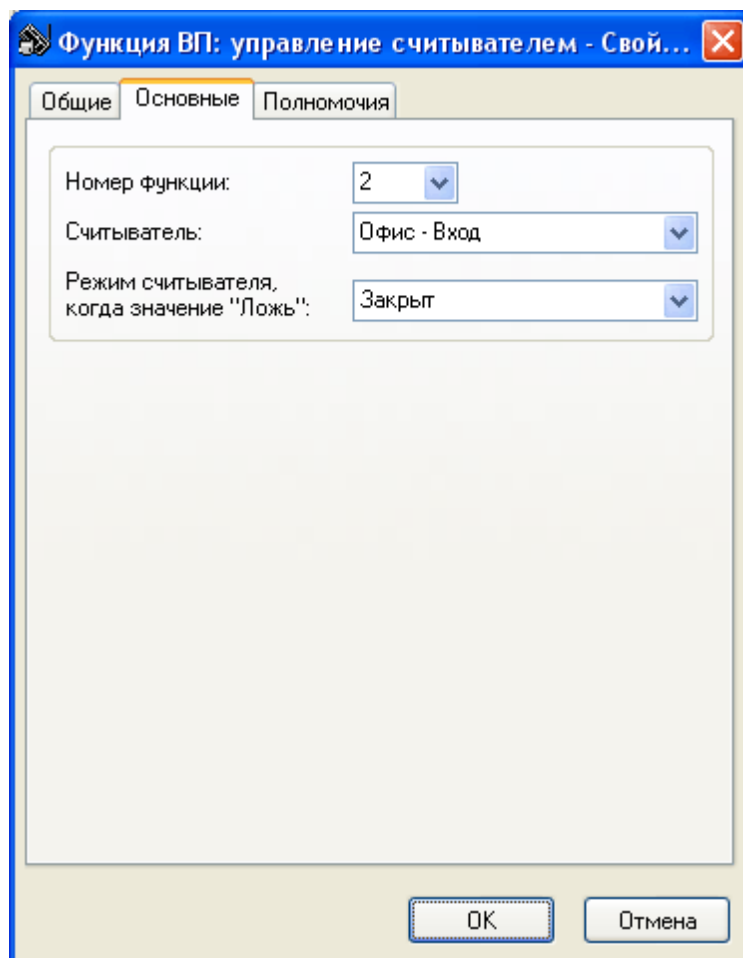 Функция ВП: управление считывателем - Свой...
Общие Основные Полномочия
Номер функции: 2
Считыватель: Офис - Вход
Режим считывателя,
когда значение "Ложь": Закрыт
OK Отмена